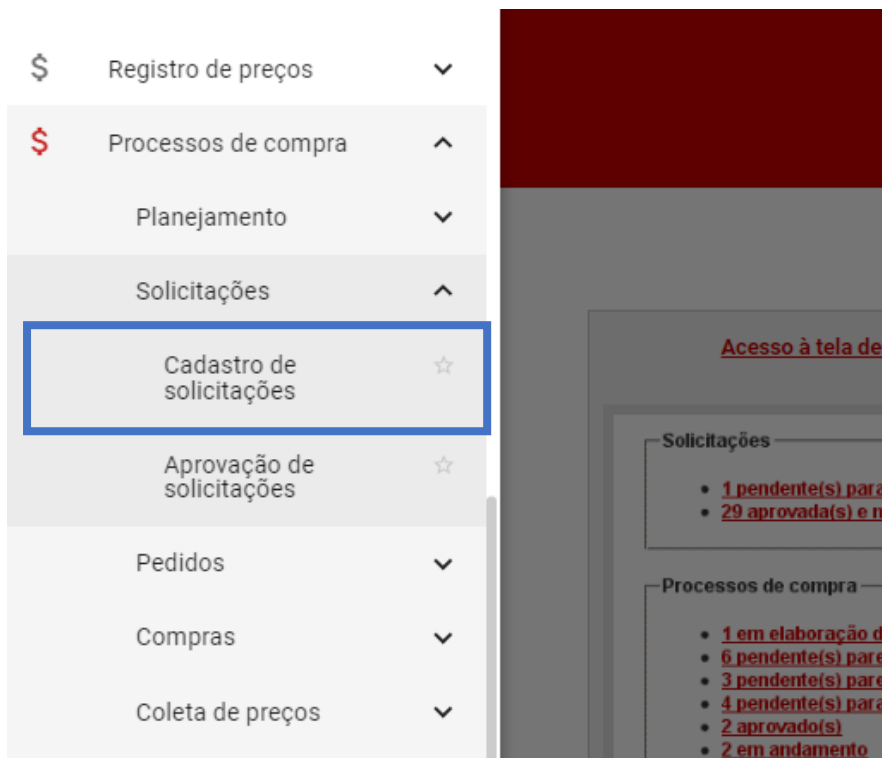 $ Registro de preços
$ Processos de compra
Planejamento
Solicitações
Cadastro de
solicitações
Aprovação de
solicitações
Pedidos
Compras
Coleta de preços
Acesso à tela de
Solicitações
1 pendente(s) para
29 aprovada(s) e n
Processos de compra
1 em elaboração d
6 pendente(s) pare
3 pendente(s) pare
4 pendente(s) para
2 aprovado(s)
2 em andamento